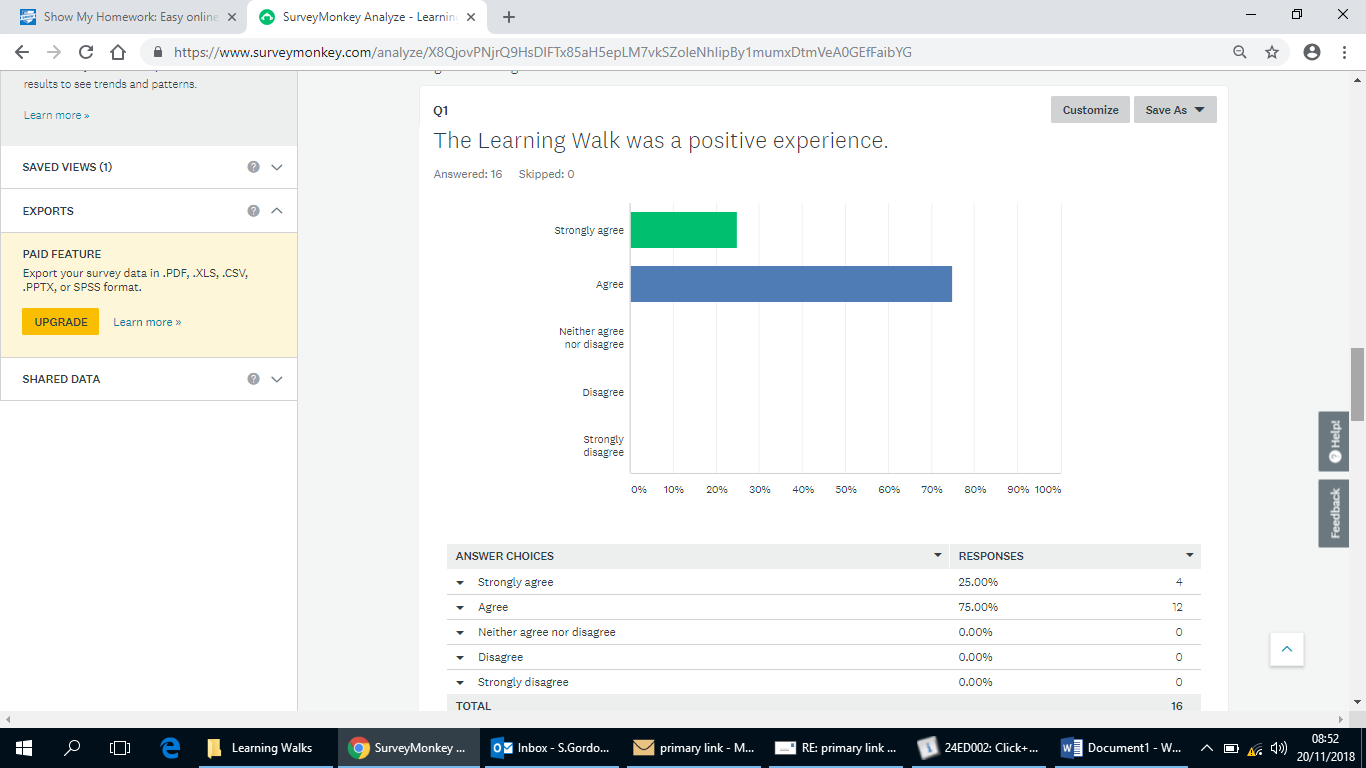 Show My Homework: Easy online
SurveyMonkey Analyze - Learnin
https://www.surveymonkey.com/analyze/X8QjovPNjrQ9HsDIFTx85aH5epLM7vkSZoIeNhIipBy1mumxDtmVeA0GEfFaibYG
results to see trends and patterns.
Learn more »
SAVED VIEWS (1)
EXPORTS
PAID FEATURE
Export your survey data in .PDF, .XLS, .CSV,
.PPTX, or SPSS format.
UPGRADE
Learn more »
SHARED DATA
Q1
Customize
Save As
The Learning Walk was a positive experience.
Answered: 16 Skipped: 0
Strongly agree
Agree
Neither agree
nor disagree
Disagree
Strongly
disagree
0% 10% 20% 30% 40% 50% 60% 70% 80% 90% 100%
ANSWER CHOICES RESPONSES
Strongly agree 25.00% 4
Agree 75.00% 12
Neither agree nor disagree 0.00% 0
Disagree 0.00% 0
Strongly disagree 0.00% 0
TOTAL 16
Help!
Feedback
Learning Walks
SurveyMonkey ...
Inbox - S.Gordo...
primary link - M...
RE: primary link ...
24ED002: Click+...
Document1 - W...
08:52
20/11/2018